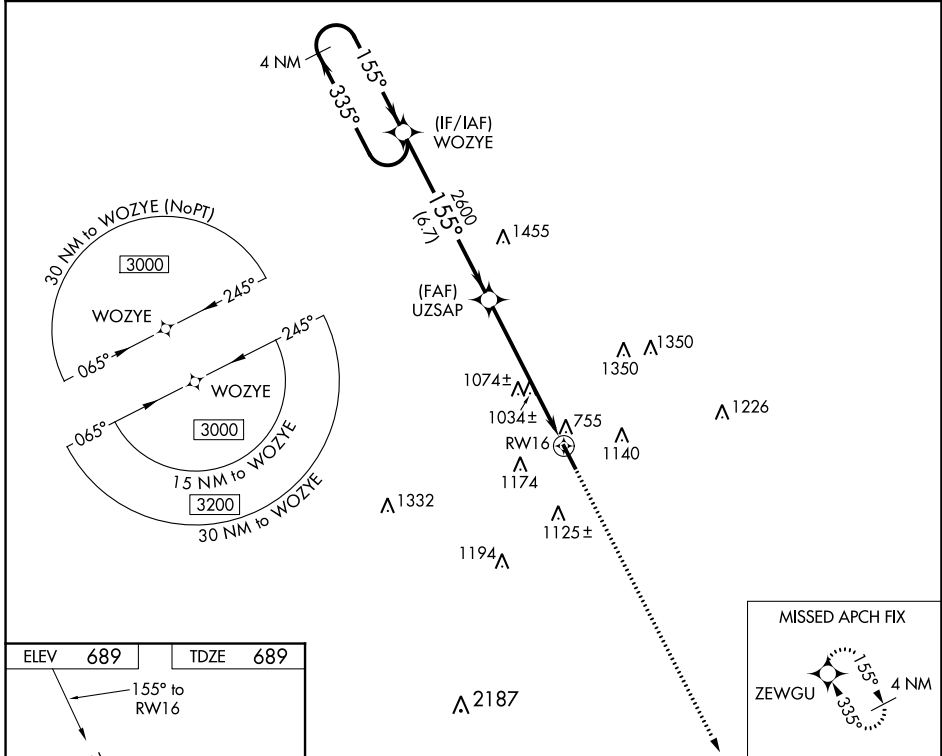 4 NM
155°
335°
(IF/IAF)
WOZYE
2600
155°
(6.7)
1455
30 NM to WOZYE (NoPT)
3000
WOZYE
245°
065°
(FAF)
UZSAP
245°
WOZYE
065°
3000
15 NM to WOZYE
3200
30 NM to WOZYE
1350
1350
1074±
1034±
1226
755
RW16
1140
1174
1332
1125±
1194
2187
MISSED APCH FIX
ZEWGU
155°
335°
4 NM
ELEV 689 TDZE 689
155° to
RW16